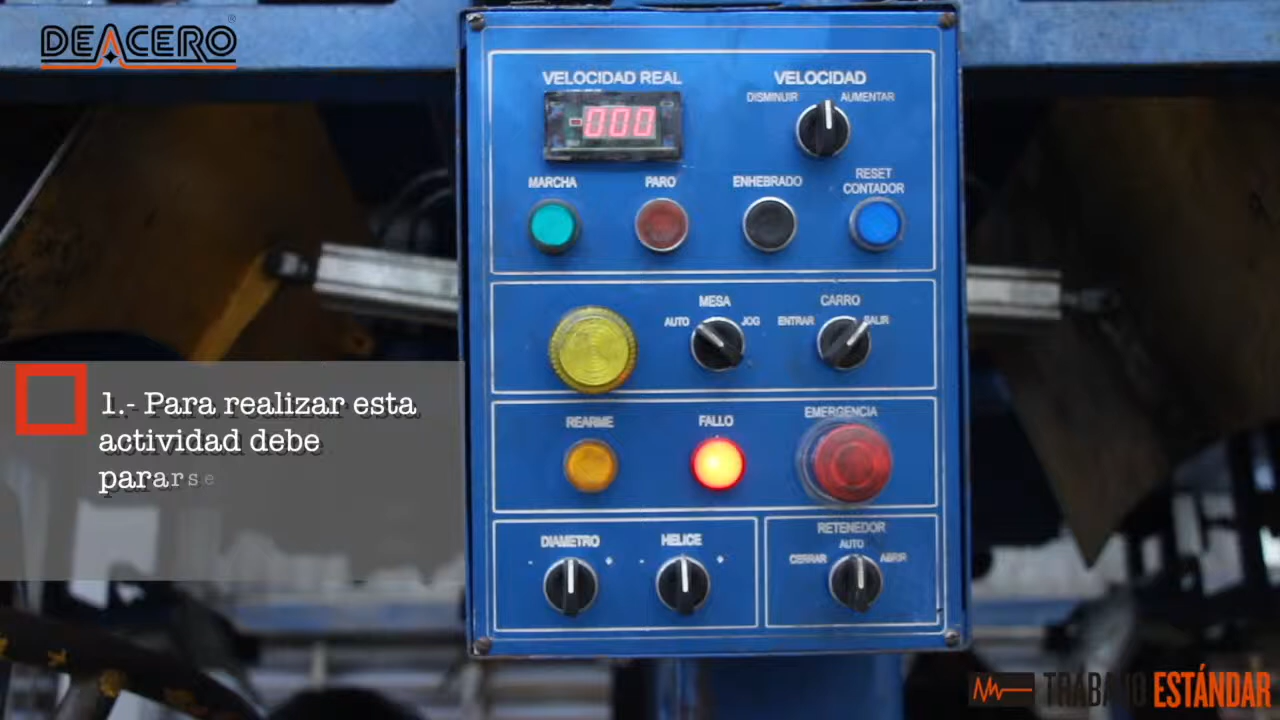 DEACERO
VELOCIDAD REAL
VELOCIDAD
DISMINUIR AUMENTAR
-000
MARCHA PARO ENHEBRADO RESET
CONTADOR
MESA
AUTO JOG
CARRO
ENTRAR SALIR
REARME FALLO EMERGENCIA
DIAMETRO
- +
HELICE
- +
RETENEDOR
CERRAR AUTO ABRIR
1.- Para realizar esta
actividad debe
pararse
TRABAJO ESTÁNDAR